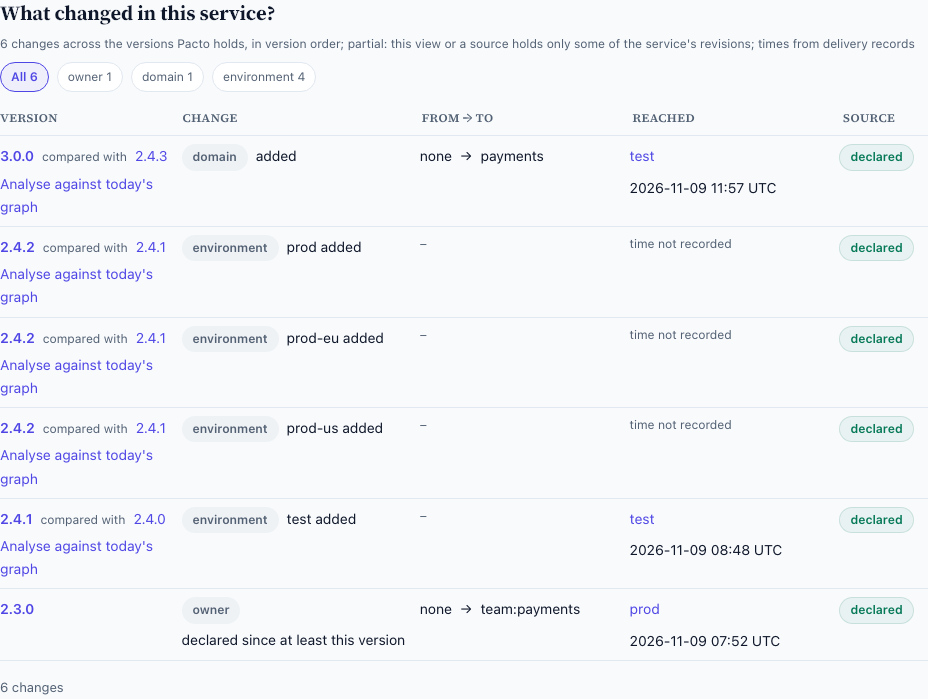 What changed in this service?
6 changes across the versions Pacto holds, in version order; partial: this view or a source holds only some of the service's revisions; times from delivery records
All 6 owner 1 domain 1 environment 4
VERSION CHANGE FROM → TO REACHED SOURCE
3.0.0 compared with 2.4.3 domain added none → payments test declared
Analyse against today's 2026-11-09 11:57 UTC
graph
2.4.2 compared with 2.4.1 environment prod added – time not recorded declared
Analyse against today's
graph
2.4.2 compared with 2.4.1 environment prod-eu added – time not recorded declared
Analyse against today's
graph
2.4.2 compared with 2.4.1 environment prod-us added – time not recorded declared
Analyse against today's
graph
2.4.1 compared with 2.4.0 environment test added – test declared
Analyse against today's 2026-11-09 08:48 UTC
graph
2.3.0 owner none → team:payments prod declared
declared since at least this version 2026-11-09 07:52 UTC
6 changes